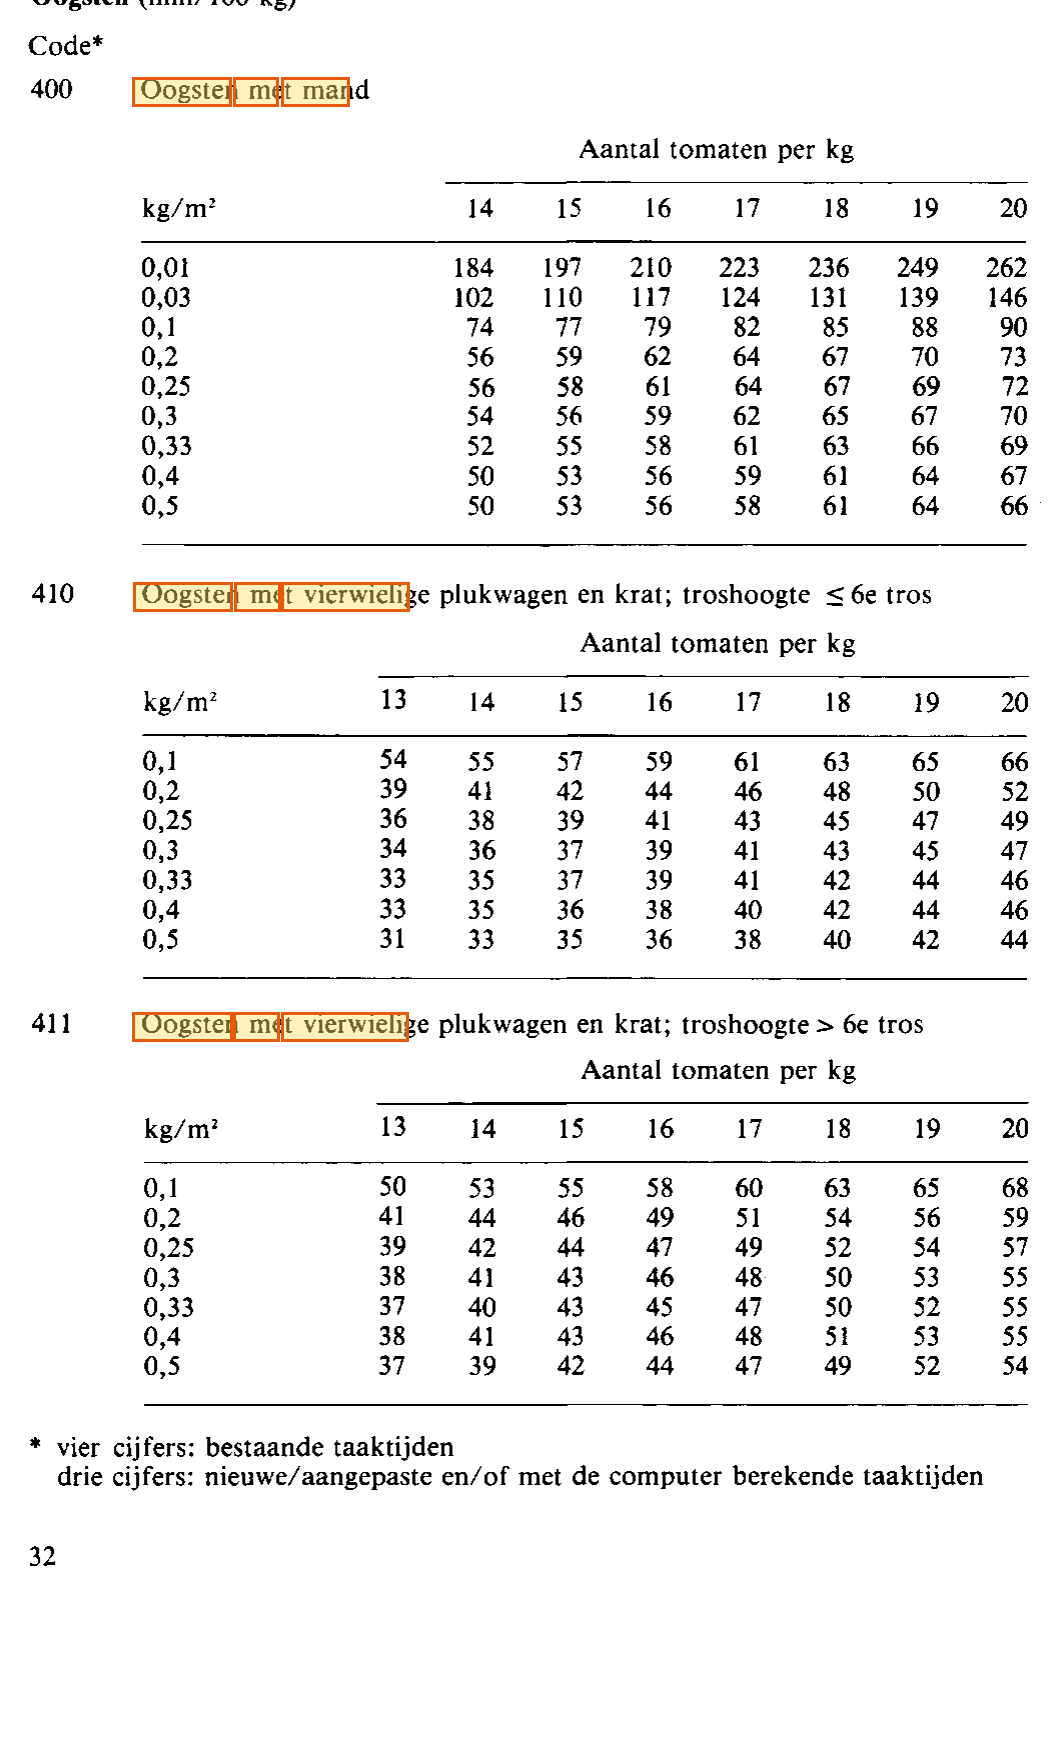 Oogsten (min/100 kg)
Code*
400 Oogsten met mand
Aantal tomaten per kg
kg/m² 14 15 16 17 18 19 20
0,01 184 197 210 223 236 249 262
0,03 102 110 117 124 131 139 146
0,1 74 77 79 82 85 88 90
0,2 56 59 62 64 67 70 73
0,25 56 58 61 64 67 69 72
0,3 54 56 59 62 65 67 70
0,33 52 55 58 61 63 66 69
0,4 50 53 56 59 61 64 67
0,5 50 53 56 58 61 64 66
410 Oogsten met vierwielige plukwagen en krat; troshoogte ≤ 6e tros
Aantal tomaten per kg
kg/m² 13 14 15 16 17 18 19 20
0,1 54 55 57 59 61 63 65 66
0,2 39 41 42 44 46 48 50 52
0,25 36 38 39 41 43 45 47 49
0,3 34 36 37 39 41 43 45 47
0,33 33 35 37 39 41 42 44 46
0,4 33 35 36 38 40 42 44 46
0,5 31 33 35 36 38 40 42 44
411 Oogsten met vierwielige plukwagen en krat; troshoogte > 6e tros
Aantal tomaten per kg
kg/m² 13 14 15 16 17 18 19 20
0,1 50 53 55 58 60 63 65 68
0,2 41 44 46 49 51 54 56 59
0,25 39 42 44 47 49 52 54 57
0,3 38 41 43 46 48 50 53 55
0,33 37 40 43 45 47 50 52 55
0,4 38 41 43 46 48 51 53 55
0,5 37 39 42 44 47 49 52 54
* vier cijfers: bestaande taaktijden
drie cijfers: nieuwe/aangepaste en/of met de computer berekende taaktijden
32